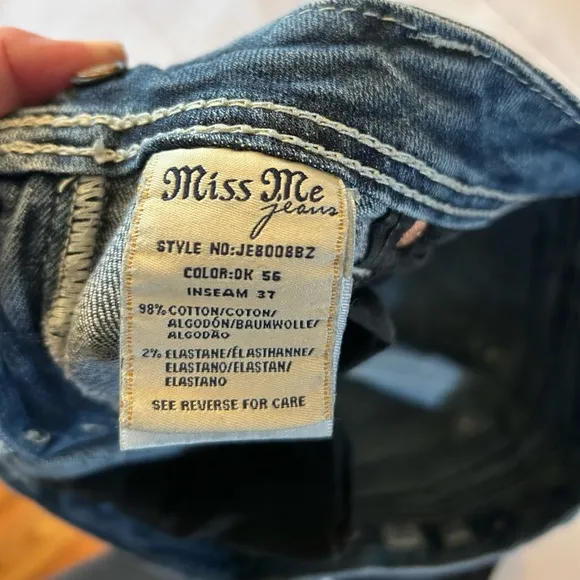 Miss Me
jeans
STYLE NO:JE8008BZ
COLOR:DK 56
INSEAM 37
98% COTTON/COTON/
ALGODÓN/BAUMWOLLE/
ALGODÃO
2% ELASTANE/ÉLASTHANNE/
ELASTANO/ELASTAN/
ELASTANO
SEE REVERSE FOR CARE